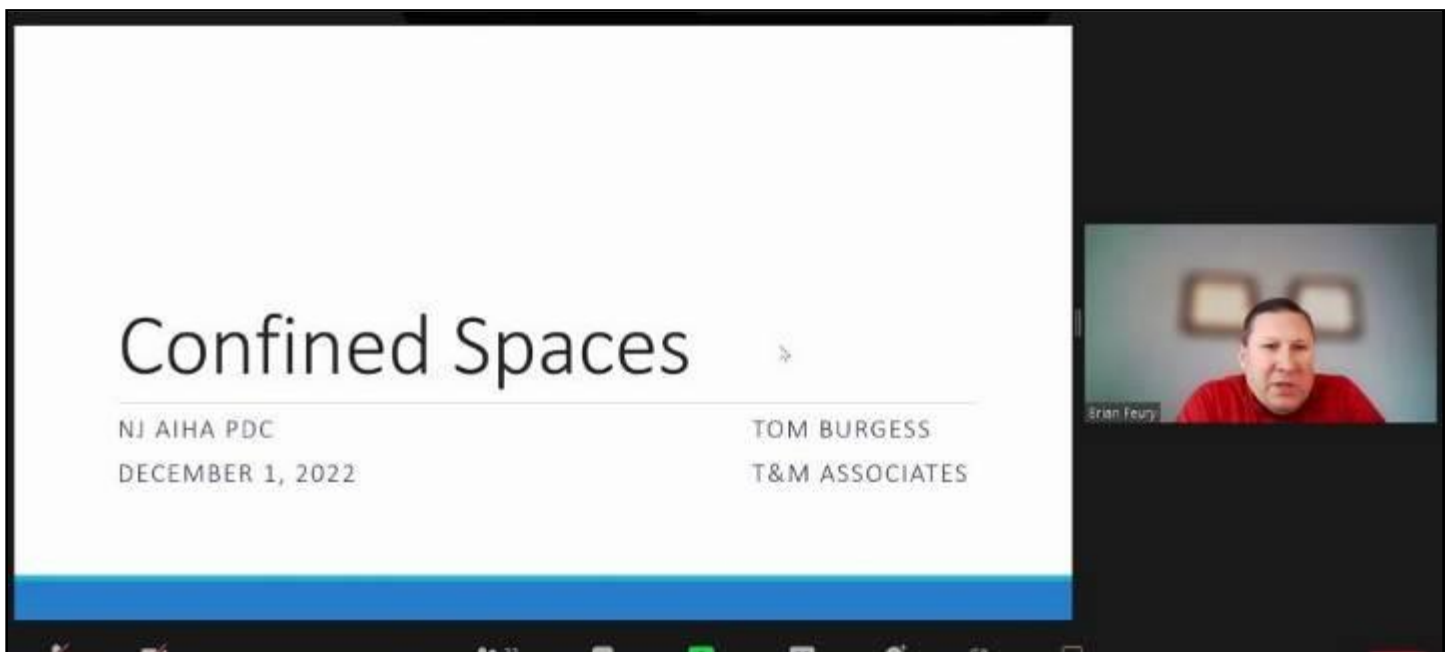 Confined Spaces
NJ AIHA PDC
TOM BURGESS
DECEMBER 1, 2022
T&M ASSOCIATES
Brian Feury